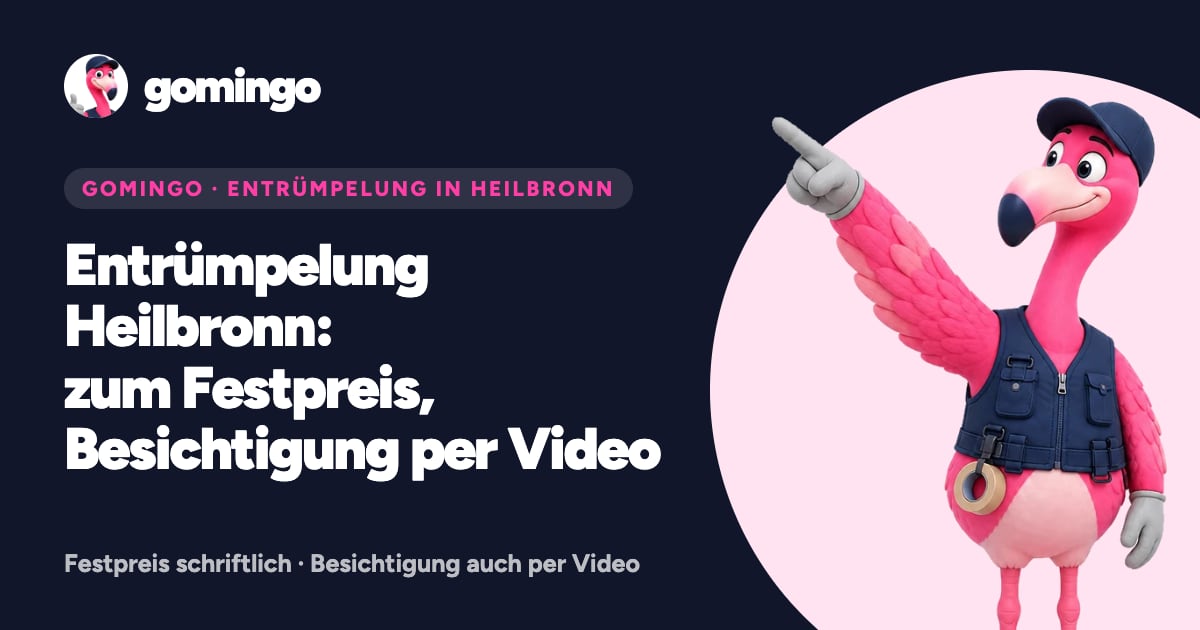 gomingo
GOMINGO · ENTRÜMPELUNG IN HEILBRONN
Entrümpelung
Heilbronn:
zum Festpreis,
Besichtigung per Video
Festpreis schriftlich · Besichtigung auch per Video